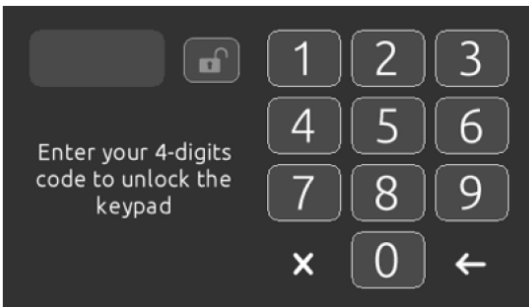 1 2 3
4 5 6
Enter your 4-digits
code to unlock the
keypad
7 8 9
x 0 ←